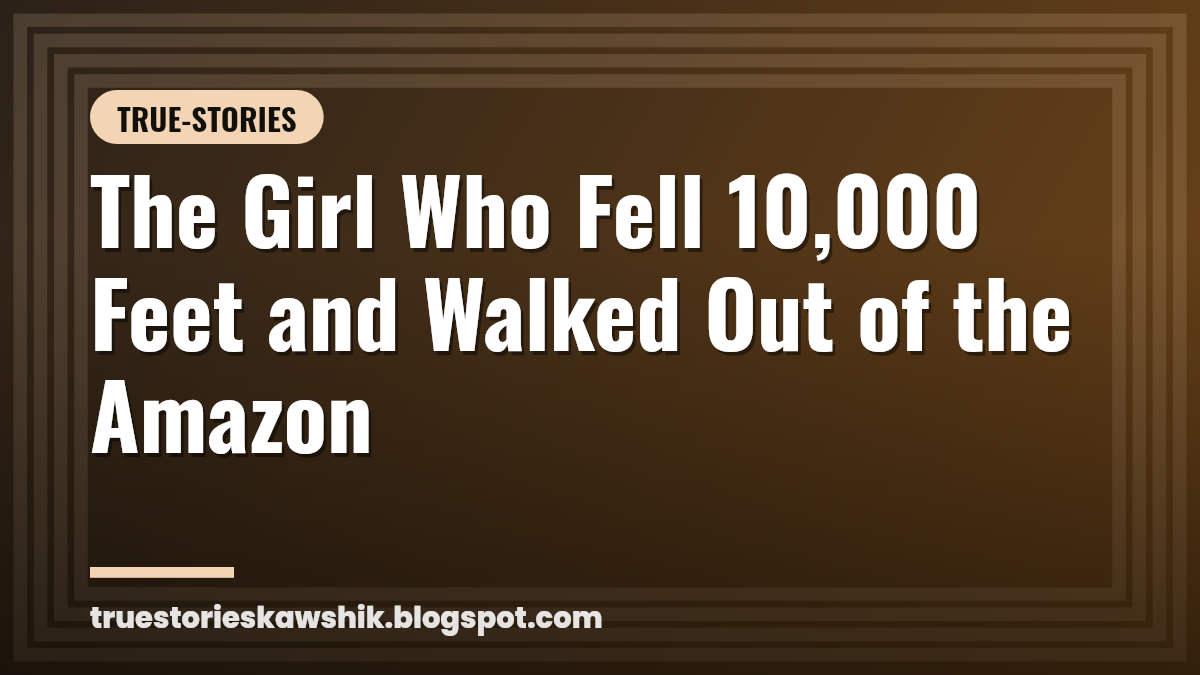 TRUE-STORIES
The Girl Who Fell 10,000
Feet and Walked Out of the
Amazon
truestorieskawshik.blogspot.com